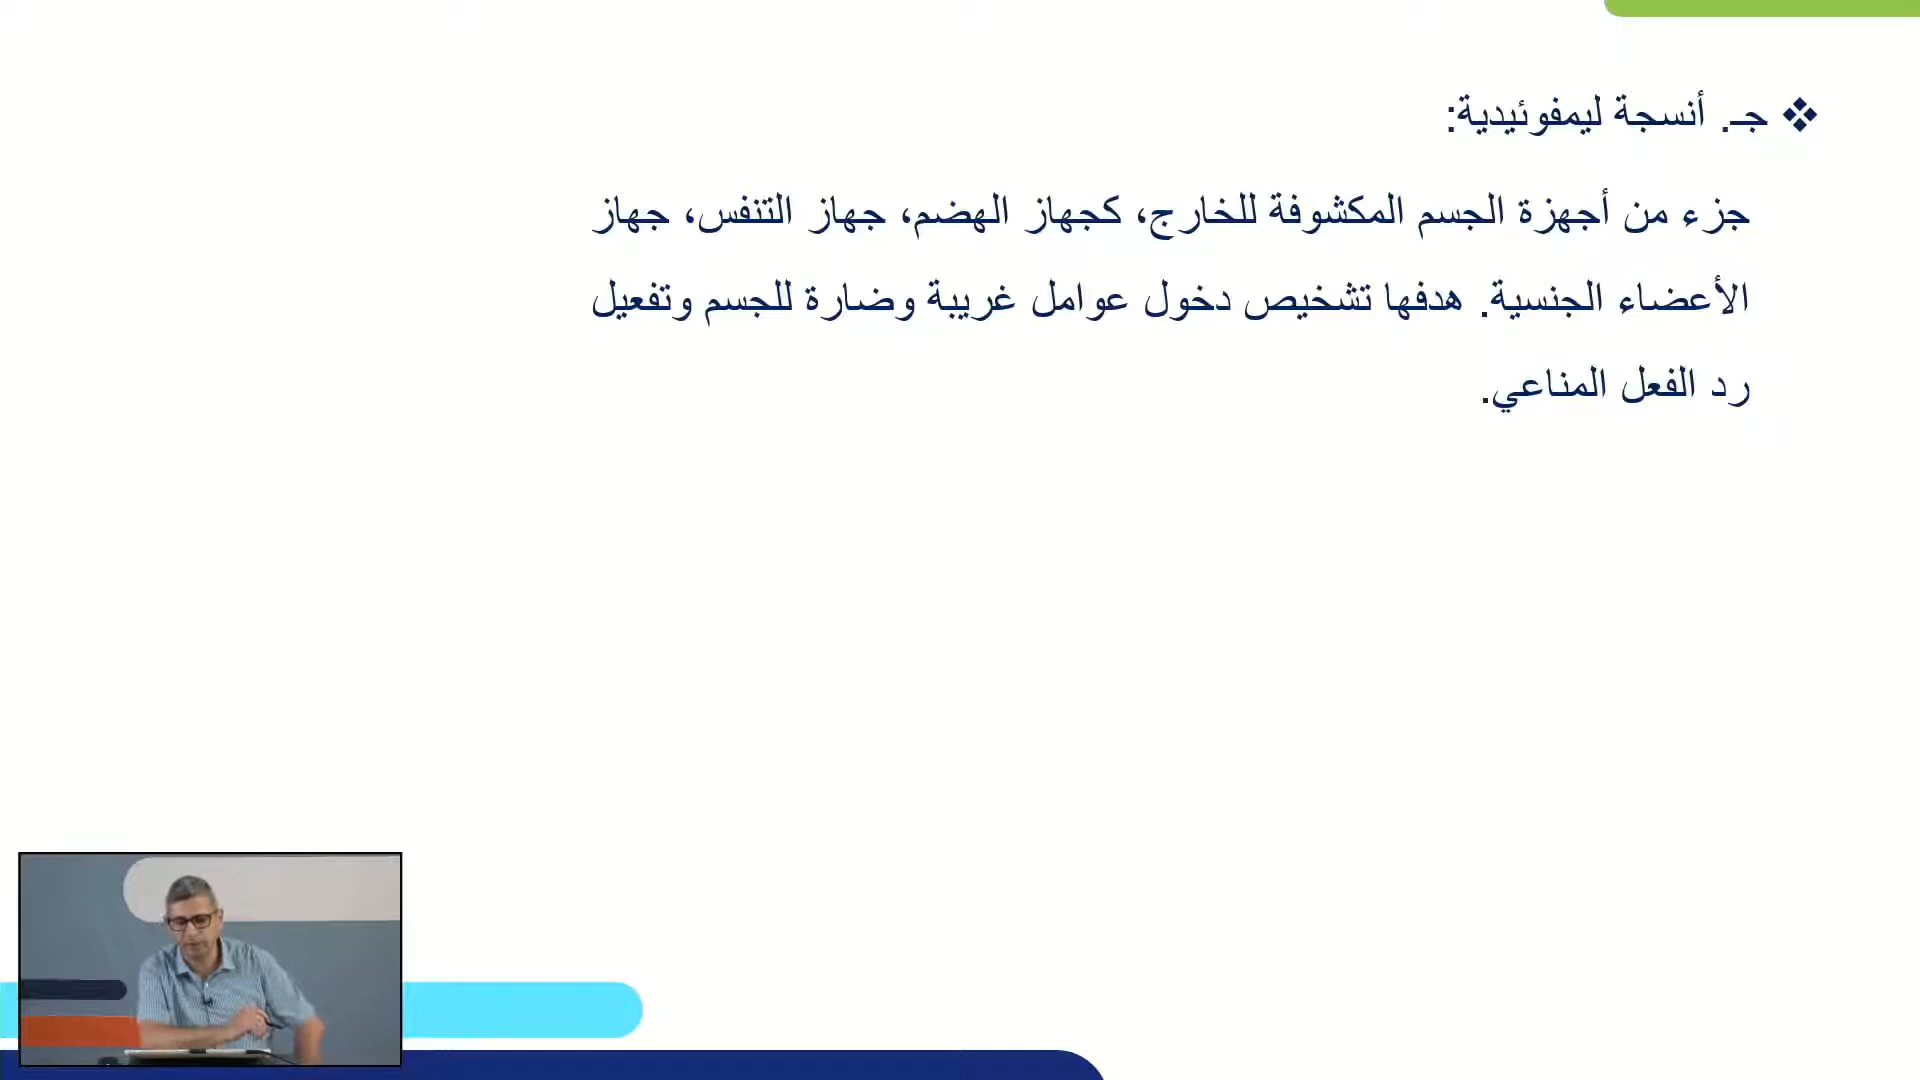 ❖ جـ. أنسجة ليمفوئيدية:
جزء من أجهزة الجسم المكشوفة للخارج، كجهاز الهضم، جهاز التنفس، جهاز
الأعضاء الجنسية. هدفها تشخيص دخول عوامل غريبة وضارة للجسم وتفعيل
رد الفعل المناعي.